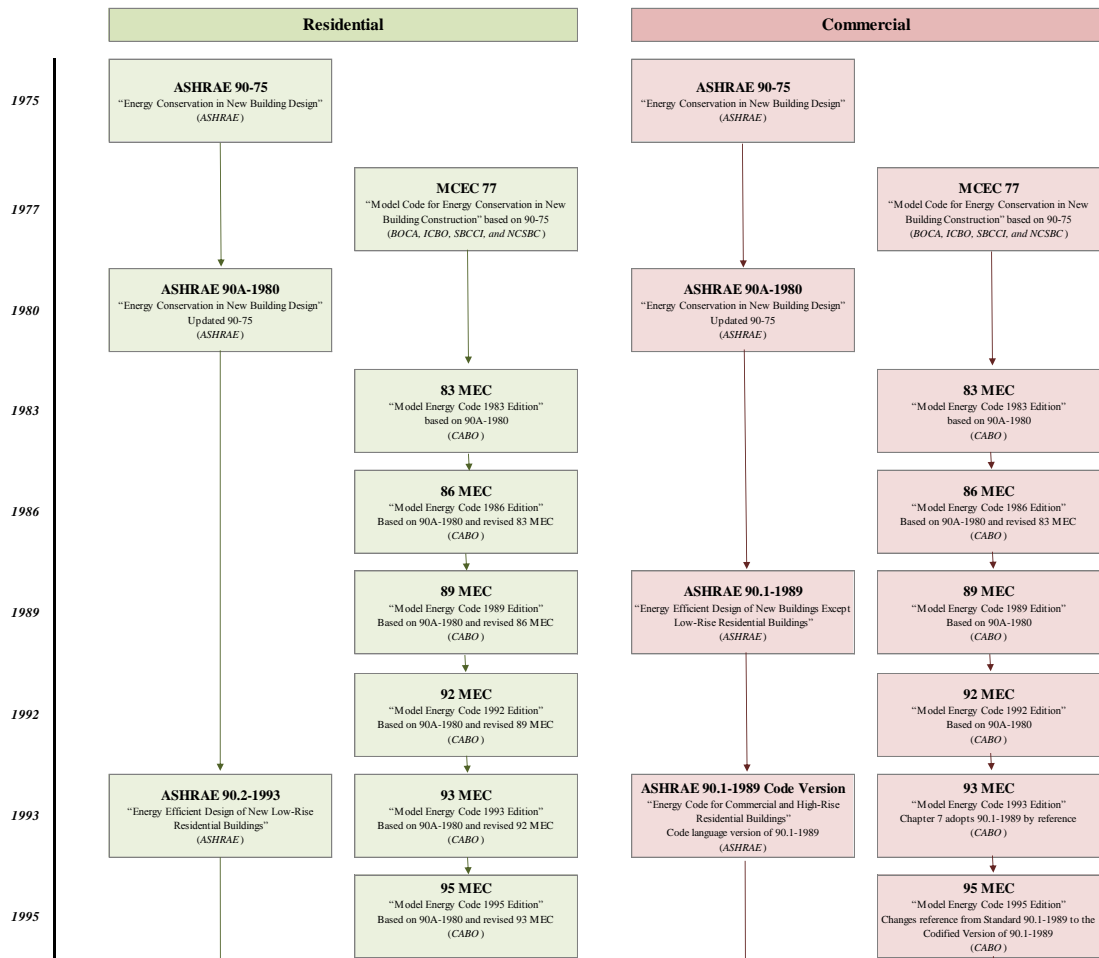 Residential
Commercial
1975
ASHRAE 90-75
“Energy Conservation in New Building Design”
(ASHRAE)
ASHRAE 90-75
“Energy Conservation in New Building Design”
(ASHRAE)
1977
MCEC 77
“Model Code for Energy Conservation in New
Building Construction” based on 90-75
(BOCA, ICBO, SBCCI, and NCSBC)
MCEC 77
“Model Code for Energy Conservation in New
Building Construction” based on 90-75
(BOCA, ICBO, SBCCI, and NCSBC)
1980
ASHRAE 90A-1980
“Energy Conservation in New Building Design”
Updated 90-75
(ASHRAE)
ASHRAE 90A-1980
“Energy Conservation in New Building Design”
Updated 90-75
(ASHRAE)
1983
83 MEC
“Model Energy Code 1983 Edition”
based on 90A-1980
(CABO)
83 MEC
“Model Energy Code 1983 Edition”
based on 90A-1980
(CABO)
1986
86 MEC
“Model Energy Code 1986 Edition”
Based on 90A-1980 and revised 83 MEC
(CABO)
86 MEC
“Model Energy Code 1986 Edition”
Based on 90A-1980 and revised 83 MEC
(CABO)
1989
89 MEC
“Model Energy Code 1989 Edition”
Based on 90A-1980 and revised 86 MEC
(CABO)
ASHRAE 90.1-1989
“Energy Efficient Design of New Buildings Except
Low-Rise Residential Buildings”
(ASHRAE)
89 MEC
“Model Energy Code 1989 Edition”
Based on 90A-1980
(CABO)
1992
92 MEC
“Model Energy Code 1992 Edition”
Based on 90A-1980 and revised 89 MEC
(CABO)
92 MEC
“Model Energy Code 1992 Edition”
Based on 90A-1980
(CABO)
1993
ASHRAE 90.2-1993
“Energy Efficient Design of New Low-Rise
Residential Buildings”
(ASHRAE)
93 MEC
“Model Energy Code 1993 Edition”
Based on 90A-1980 and revised 92 MEC
(CABO)
ASHRAE 90.1-1989 Code Version
“Energy Code for Commercial and High-Rise
Residential Buildings”
Code language version of 90.1-1989
(ASHRAE)
93 MEC
“Model Energy Code 1993 Edition”
Chapter 7 adopts 90.1-1989 by reference
(CABO)
1995
95 MEC
“Model Energy Code 1995 Edition”
Based on 90A-1980 and revised 93 MEC
(CABO)
95 MEC
“Model Energy Code 1995 Edition”
Changes reference from Standard 90.1-1989 to the
Codified Version of 90.1-1989
(CABO)